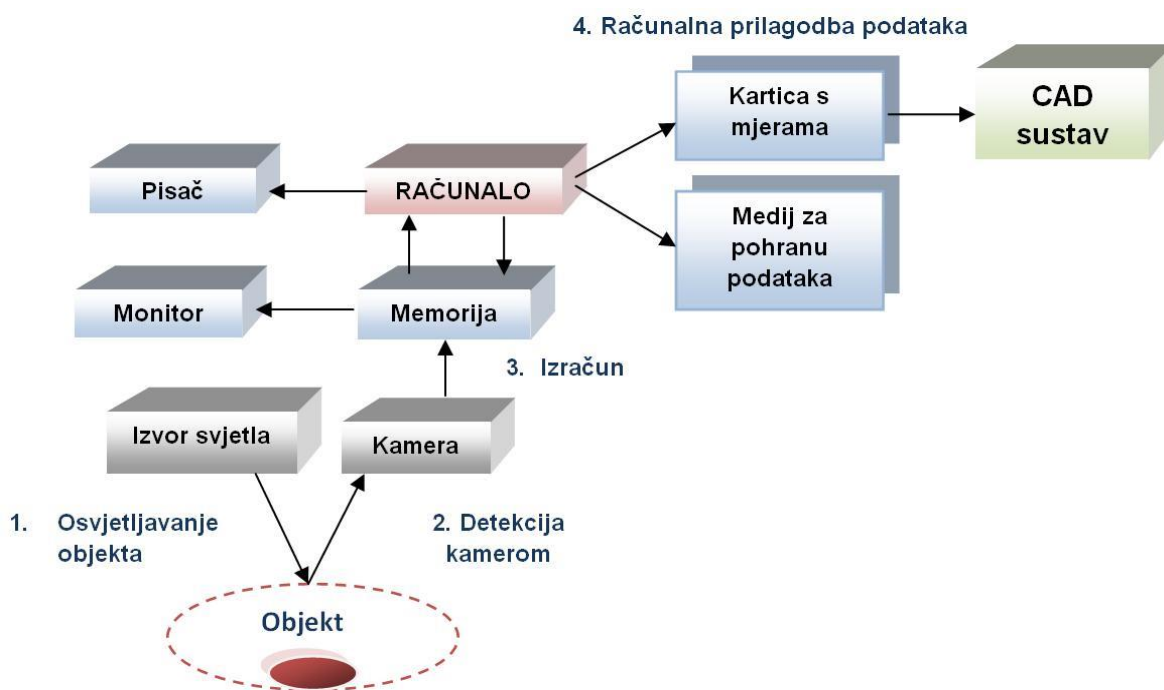 4. Računalna prilagodba podataka
Kartica s
mjerama
CAD
sustav
Pisač
RAČUNALO
Medij za
pohranu
podataka
Monitor
Memorija
3. Izračun
Izvor svjetla
Kamera
1. Osvjetljavanje
objekta
2. Detekcija
kamerom
Objekt